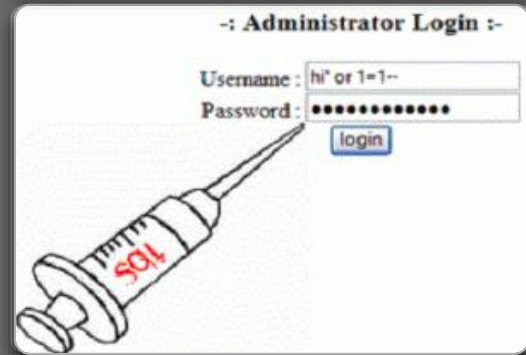 -: Administrator Login :-
Username : hi" or 1=1--
Password : ●●●●●●●●●●●●
login
SQL